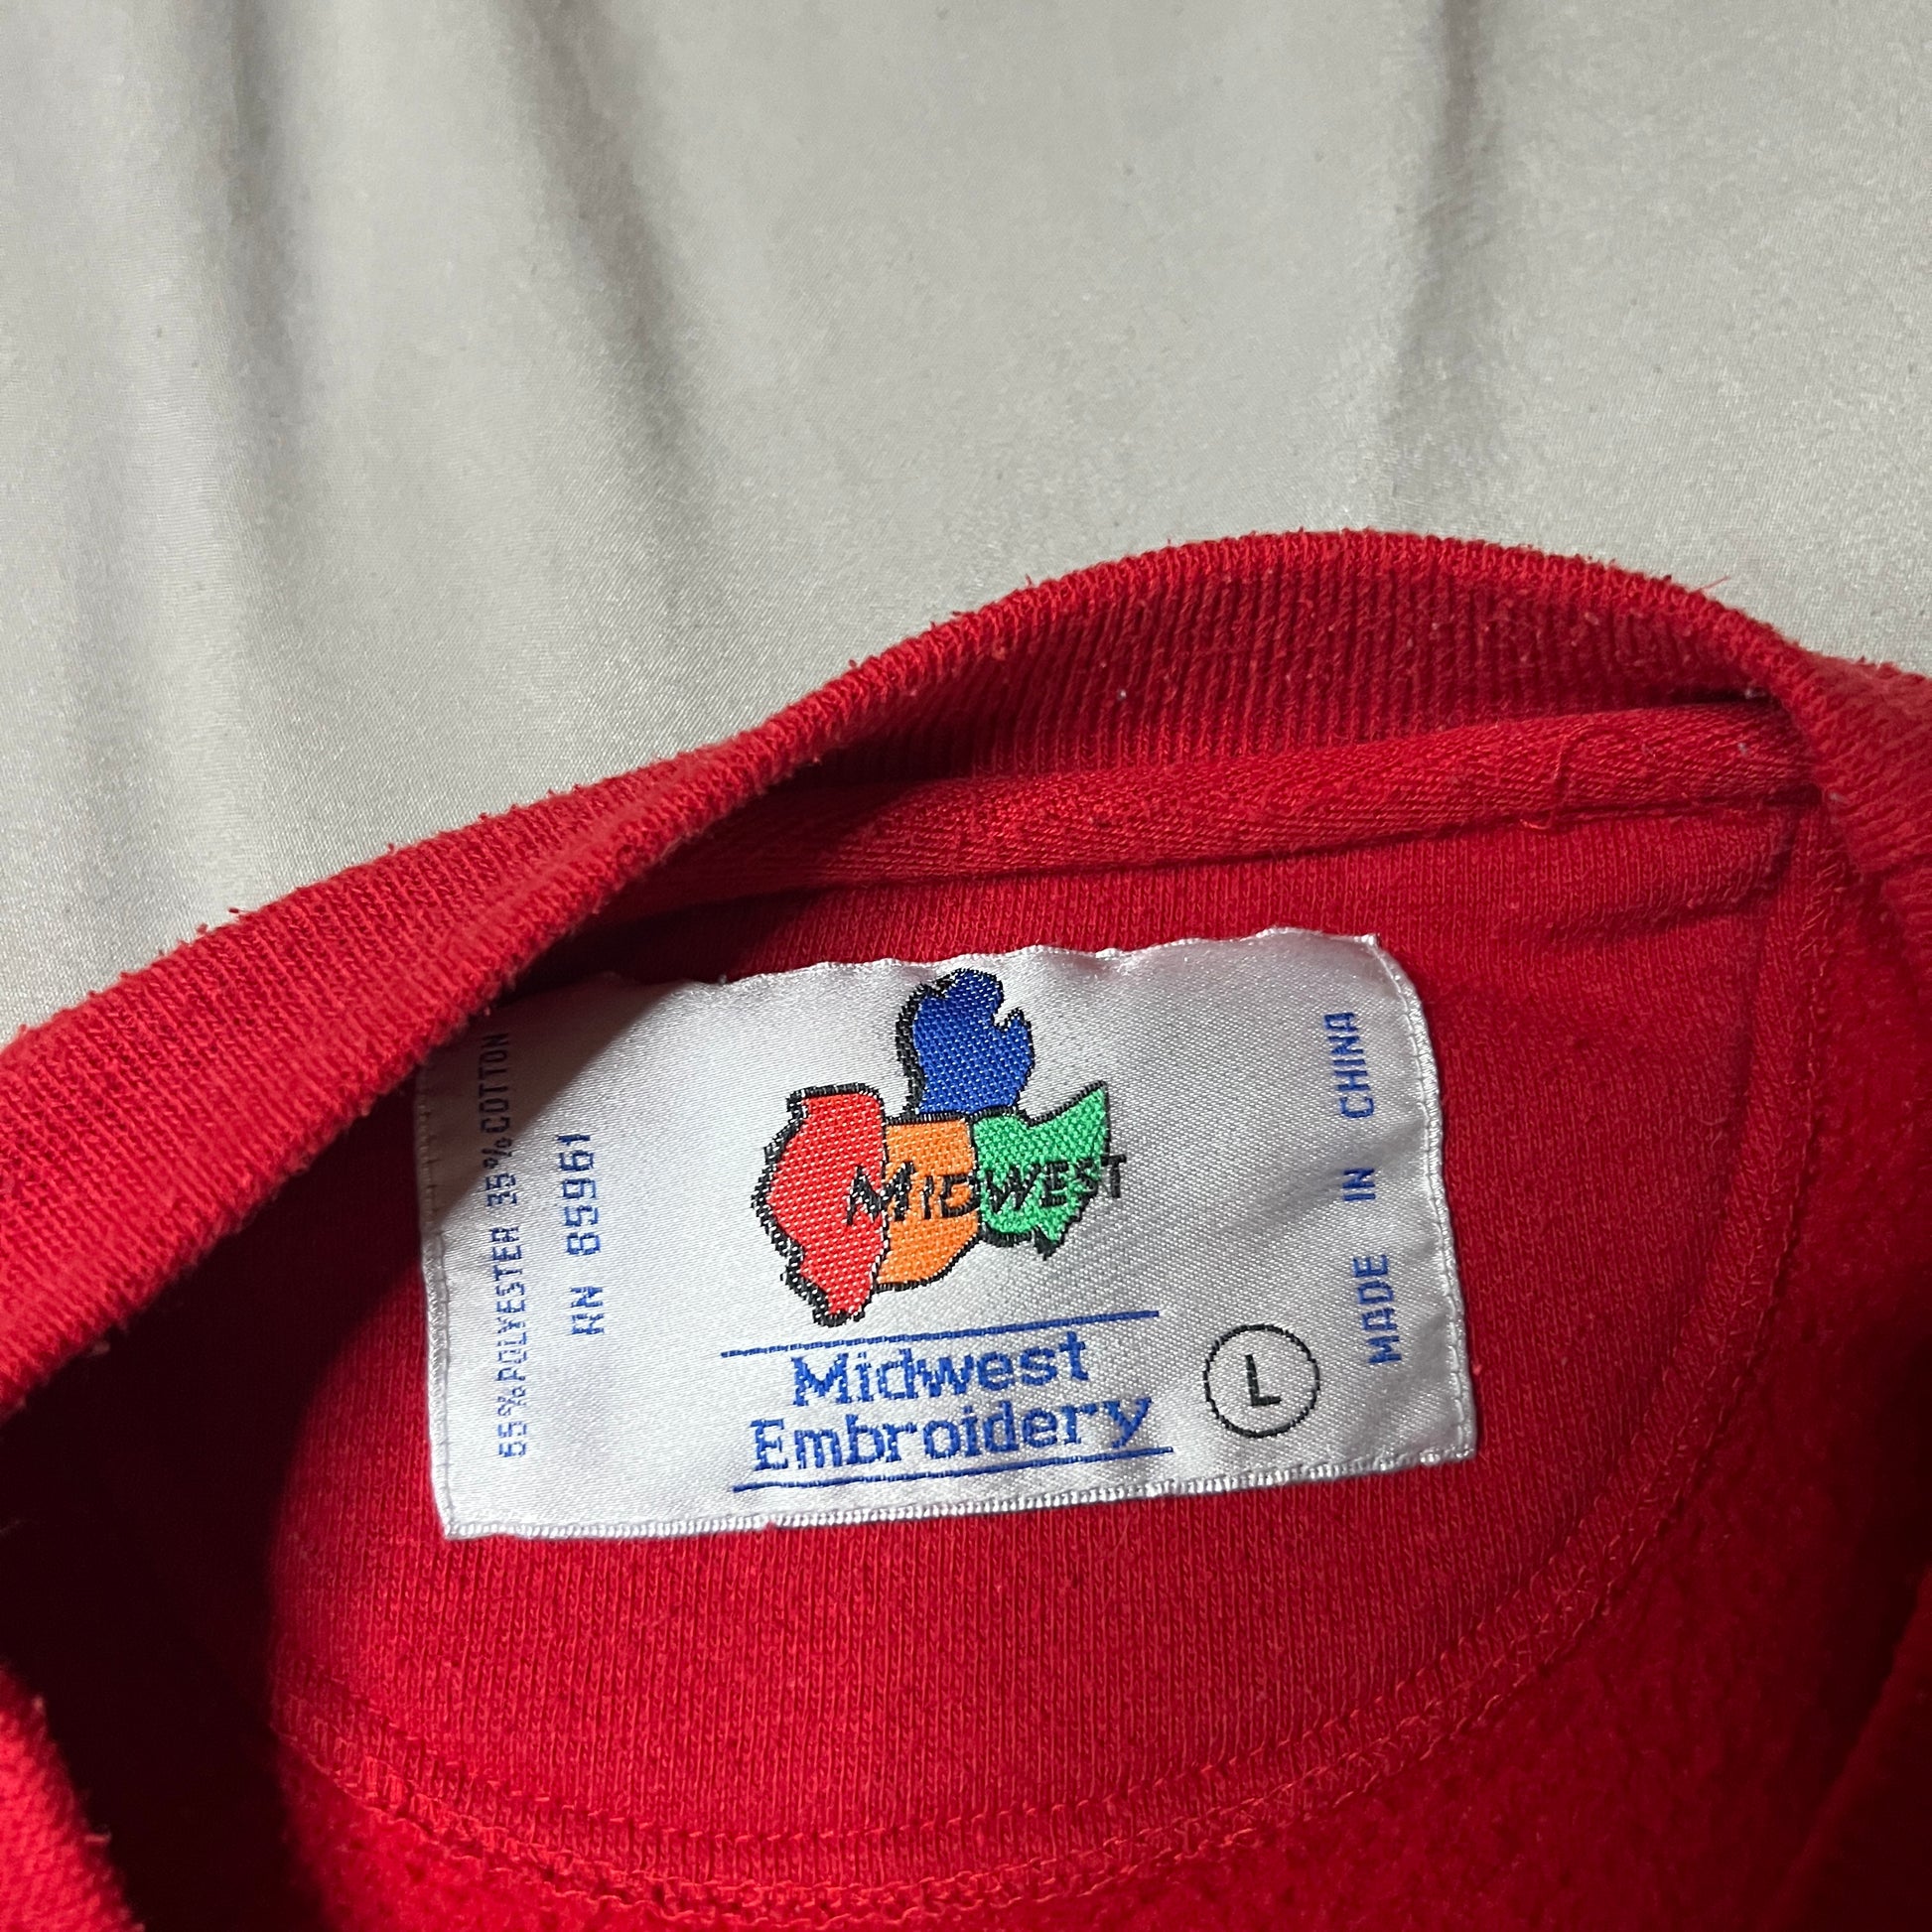 65%POLYESTER 35%COTTON
RN 85961
MIDWEST
Midwest
Embroidery
L
MADE IN CHINA